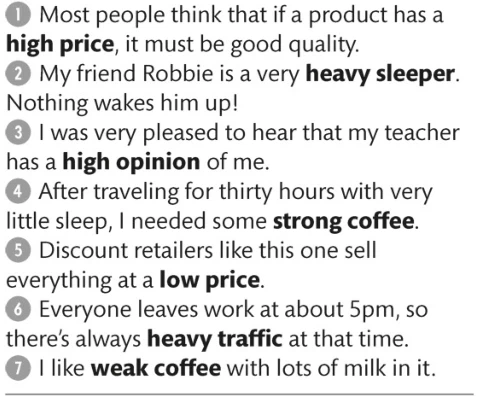 1 Most people think that if a product has a
high price, it must be good quality.
2 My friend Robbie is a very heavy sleeper.
Nothing wakes him up!
3 I was very pleased to hear that my teacher
has a high opinion of me.
4 After traveling for thirty hours with very
little sleep, I needed some strong coffee.
5 Discount retailers like this one sell
everything at a low price.
6 Everyone leaves work at about 5pm, so
there's always heavy traffic at that time.
7 I like weak coffee with lots of milk in it.